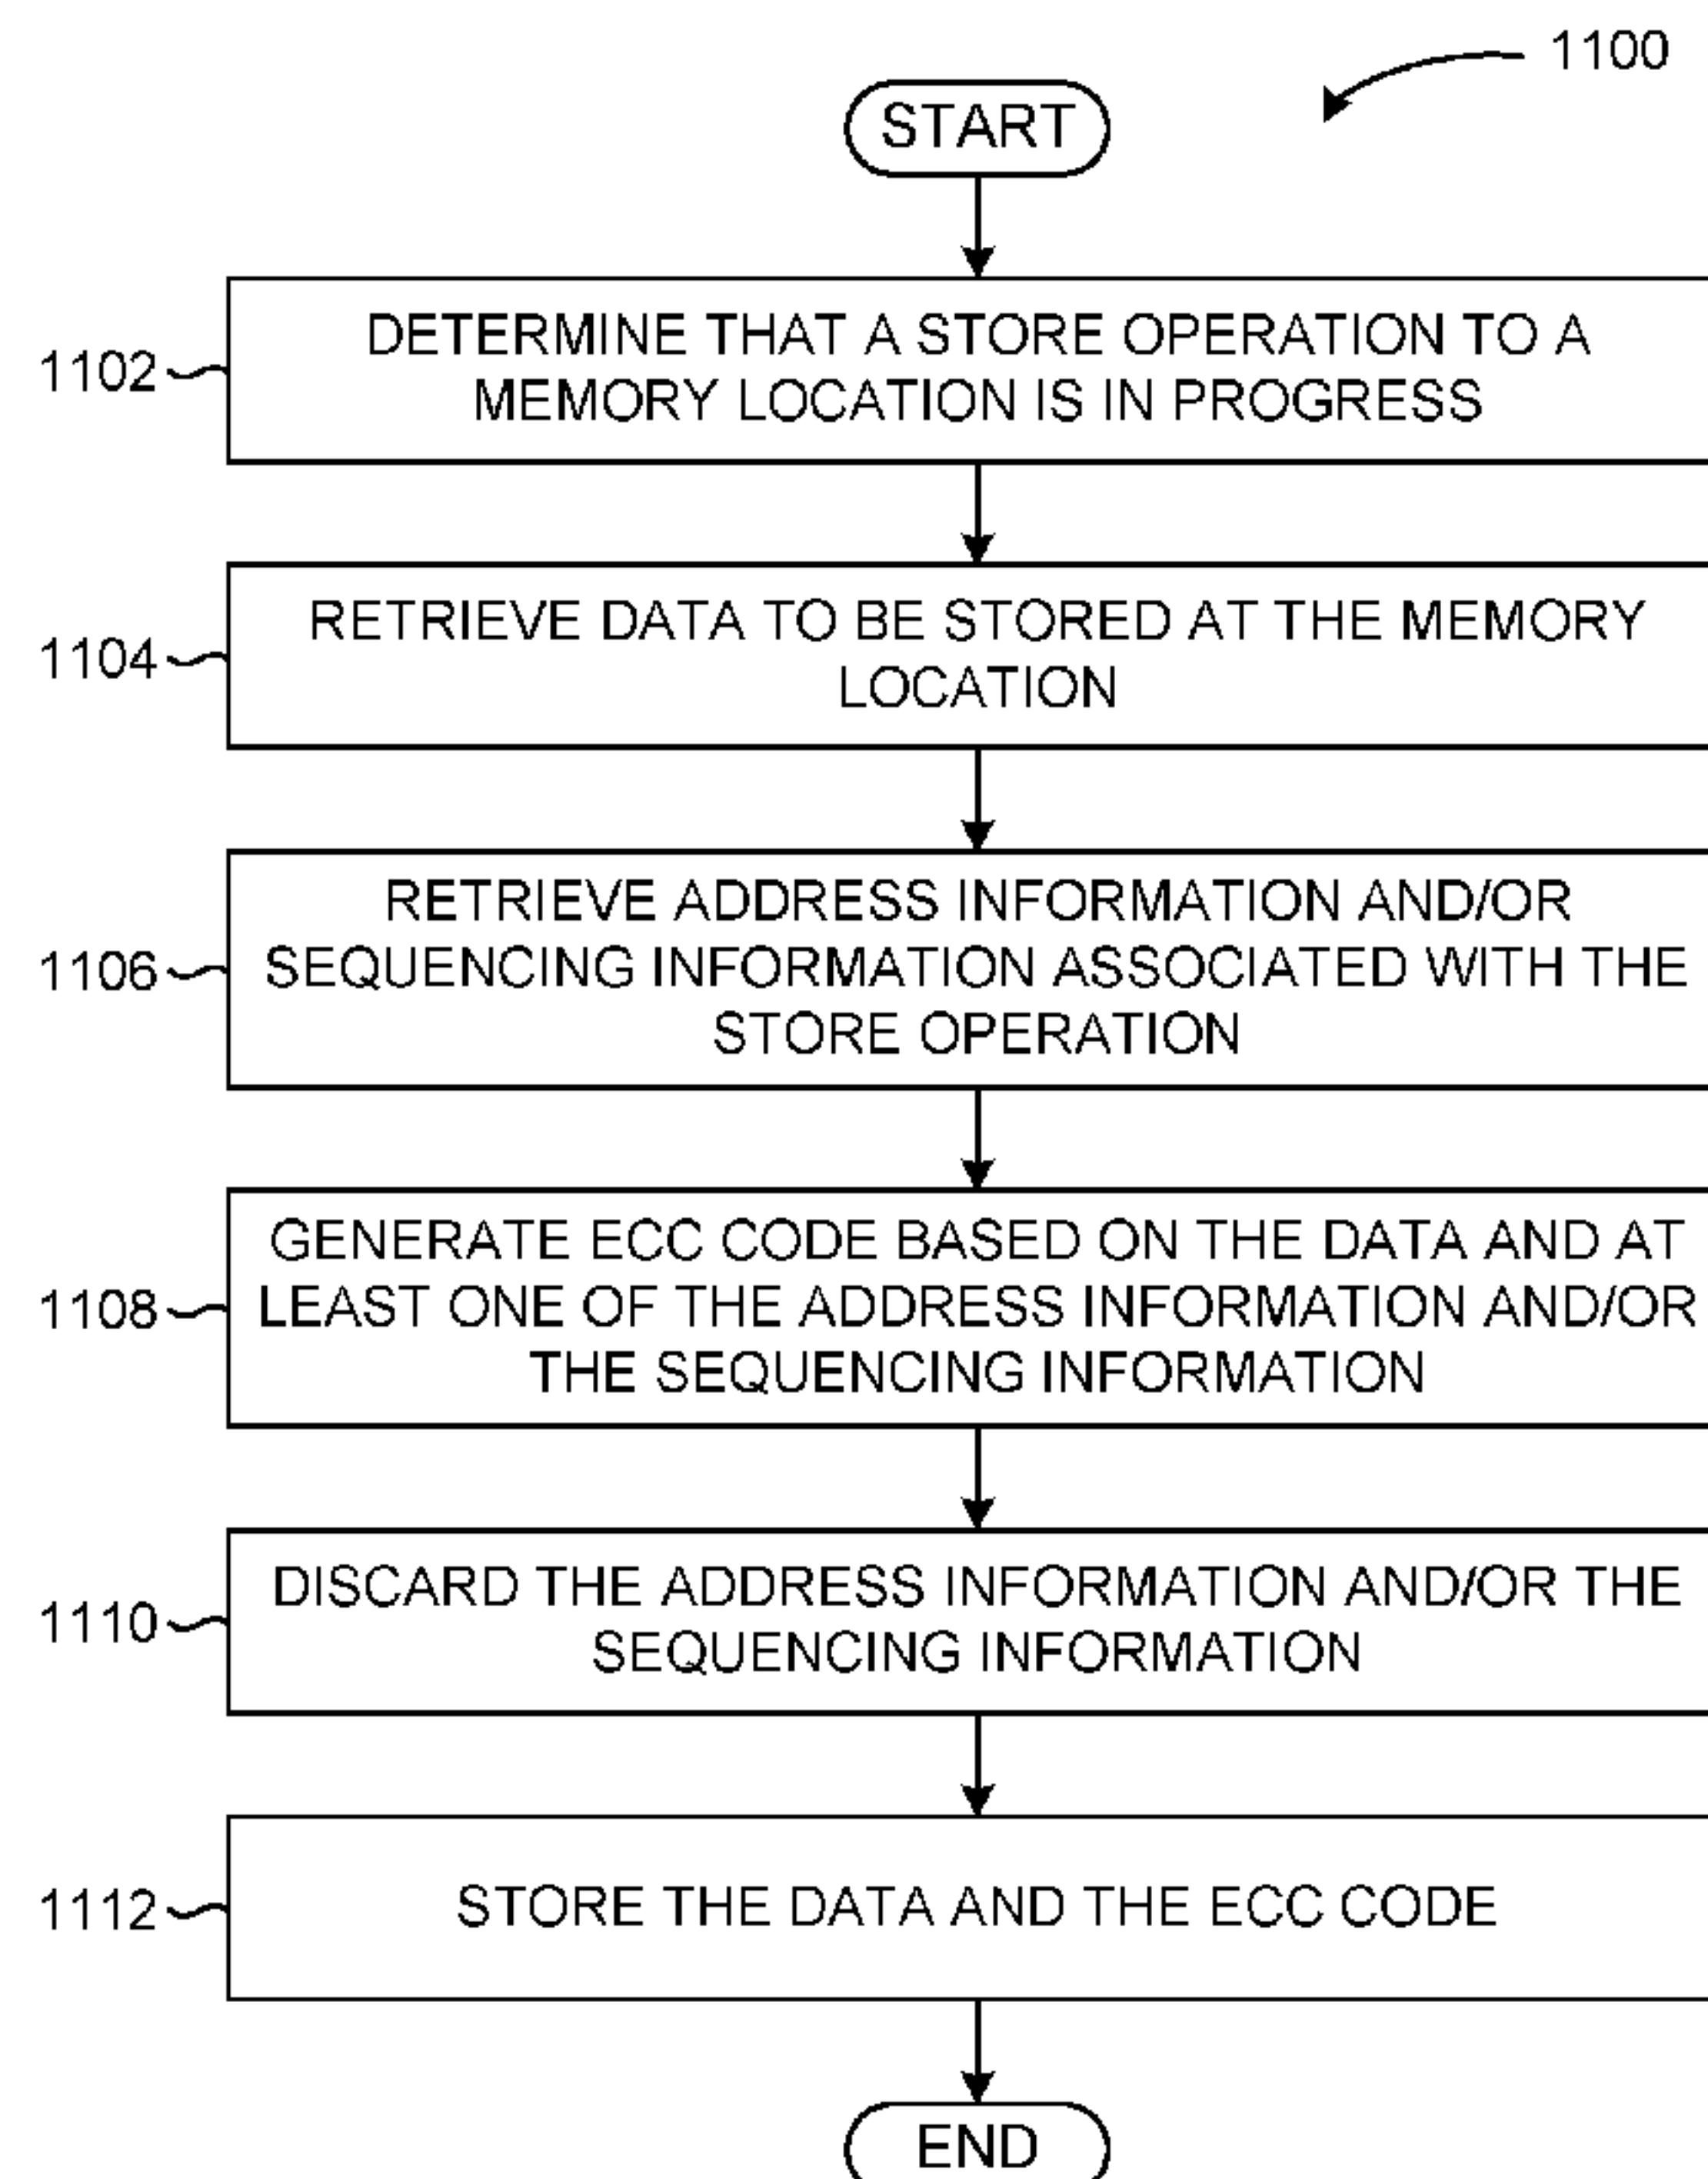 1100
START
1102
DETERMINE THAT A STORE OPERATION TO A
MEMORY LOCATION IS IN PROGRESS
1104
RETRIEVE DATA TO BE STORED AT THE MEMORY
LOCATION
1106
RETRIEVE ADDRESS INFORMATION AND/OR
SEQUENCING INFORMATION ASSOCIATED WITH THE
STORE OPERATION
1108
GENERATE ECC CODE BASED ON THE DATA AND AT
LEAST ONE OF THE ADDRESS INFORMATION AND/OR
THE SEQUENCING INFORMATION
1110
DISCARD THE ADDRESS INFORMATION AND/OR THE
SEQUENCING INFORMATION
1112
STORE THE DATA AND THE ECC CODE
END